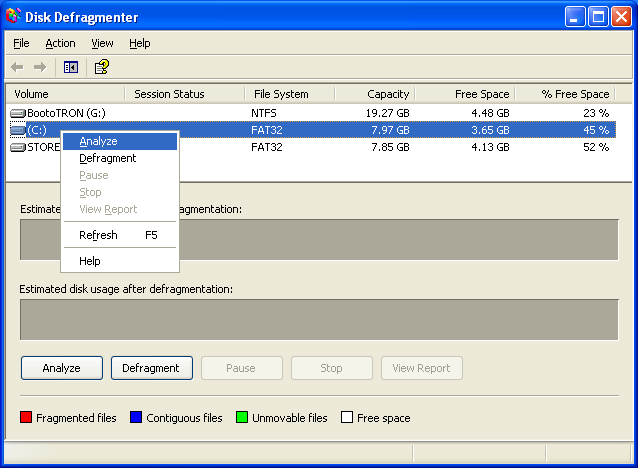 Disk Defragmenter
File Action View Help
Volume Session Status File System Capacity Free Space % Free Space
BootoTRON (G:) NTFS 19.27 GB 4.48 GB 23 %
(C:) FAT32 7.97 GB 3.65 GB 45 %
STORE FAT32 7.85 GB 4.13 GB 52 %
Analyze
Defragment
Pause
Stop
View Report
Refresh F5
Help
Estimated fragmentation:
Estimated disk usage after defragmentation:
Analyze Defragment Pause Stop View Report
Fragmented files Contiguous files Unmovable files Free space